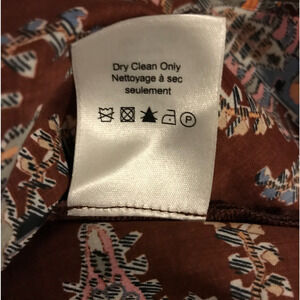 Dry Clean Only
Nettoyage à sec
seulement
P